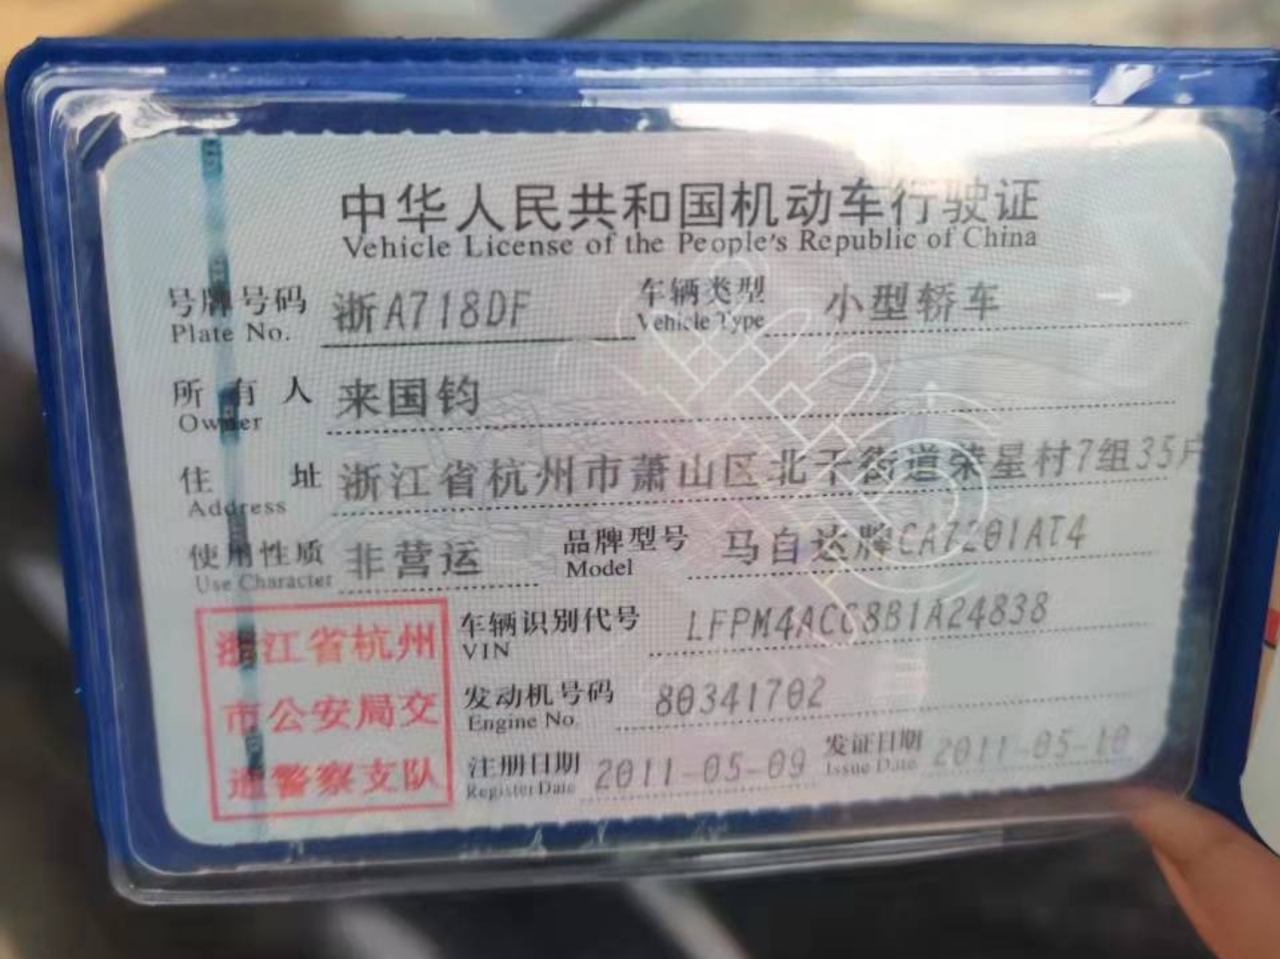 中华人民共和国机动车行驶证
Vehicle License of the People's Republic of China
号牌号码 浙A718DF 车辆类型 小型轿车
Plate No. Vehicle Type
所有人 来国钧
Owner
住址 浙江省杭州市萧山区北干街道荣星村7组35户
Address
使用性质 非营运 品牌型号 马自达牌CA7201AT4
Use Character Model
浙江省杭州
市公安局交
通警察支队
车辆识别代号 LFPM4ACC8B1A24838
VIN
发动机号码 80341702
Engine No.
注册日期 2011-05-09 发证日期 2011-05-10
Register Date Issue Date